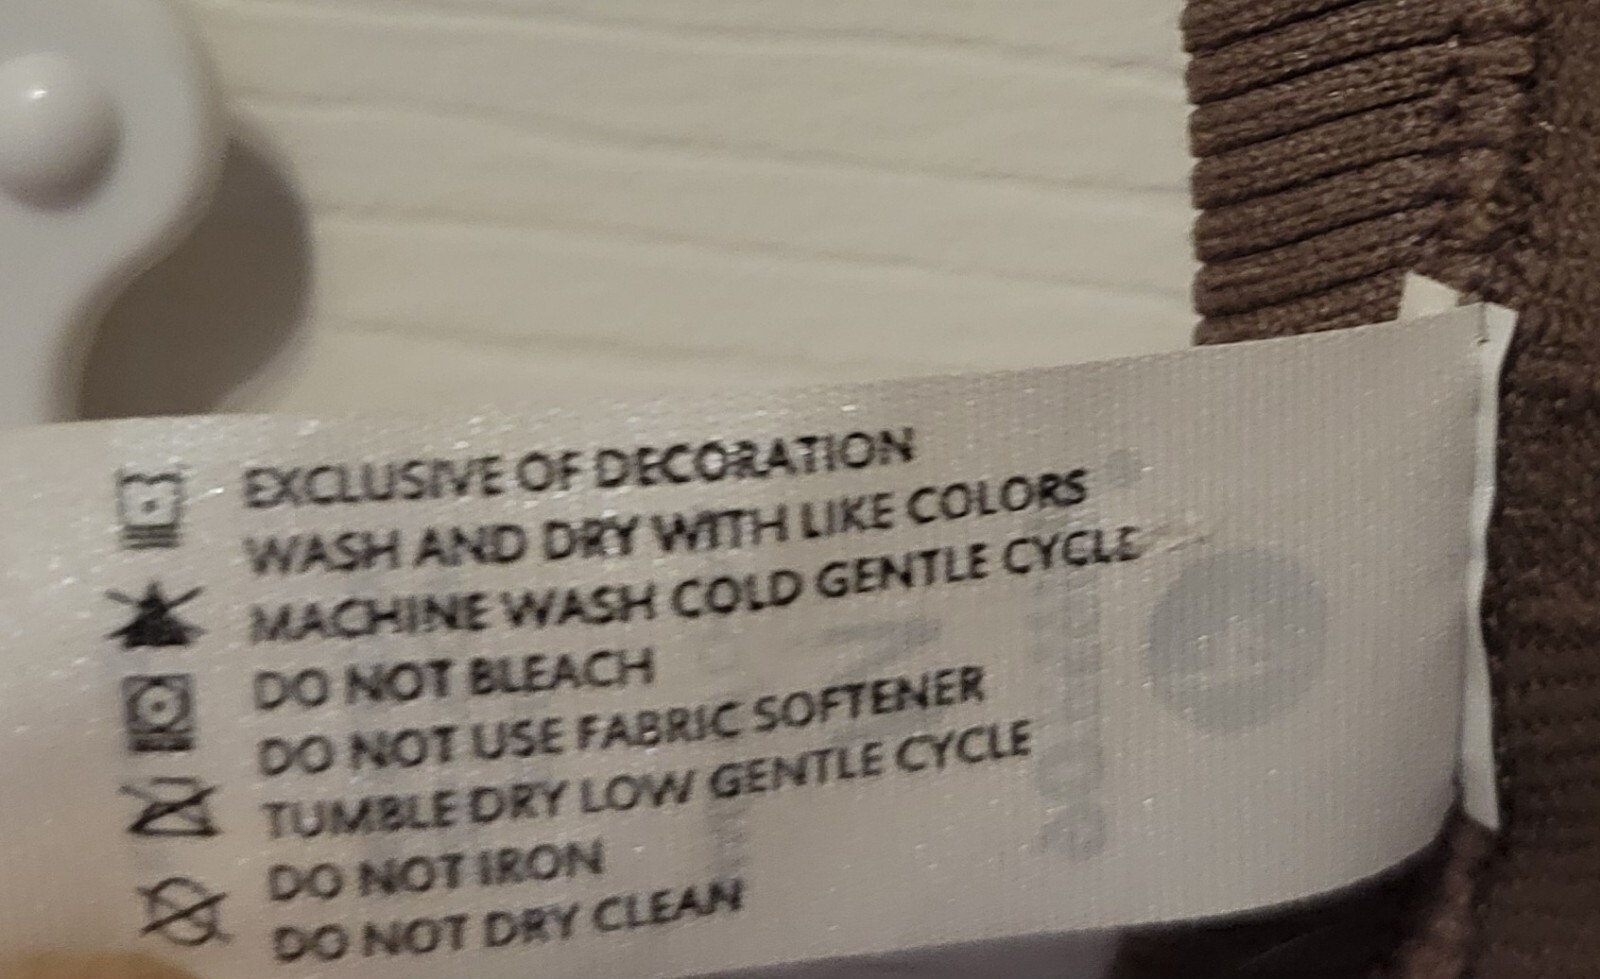 EXCLUSIVE OF DECORATION
WASH AND DRY WITH LIKE COLORS
MACHINE WASH COLD GENTLE CYCLE
DO NOT BLEACH
DO NOT USE FABRIC SOFTENER
TUMBLE DRY LOW GENTLE CYCLE
DO NOT IRON
DO NOT DRY CLEAN